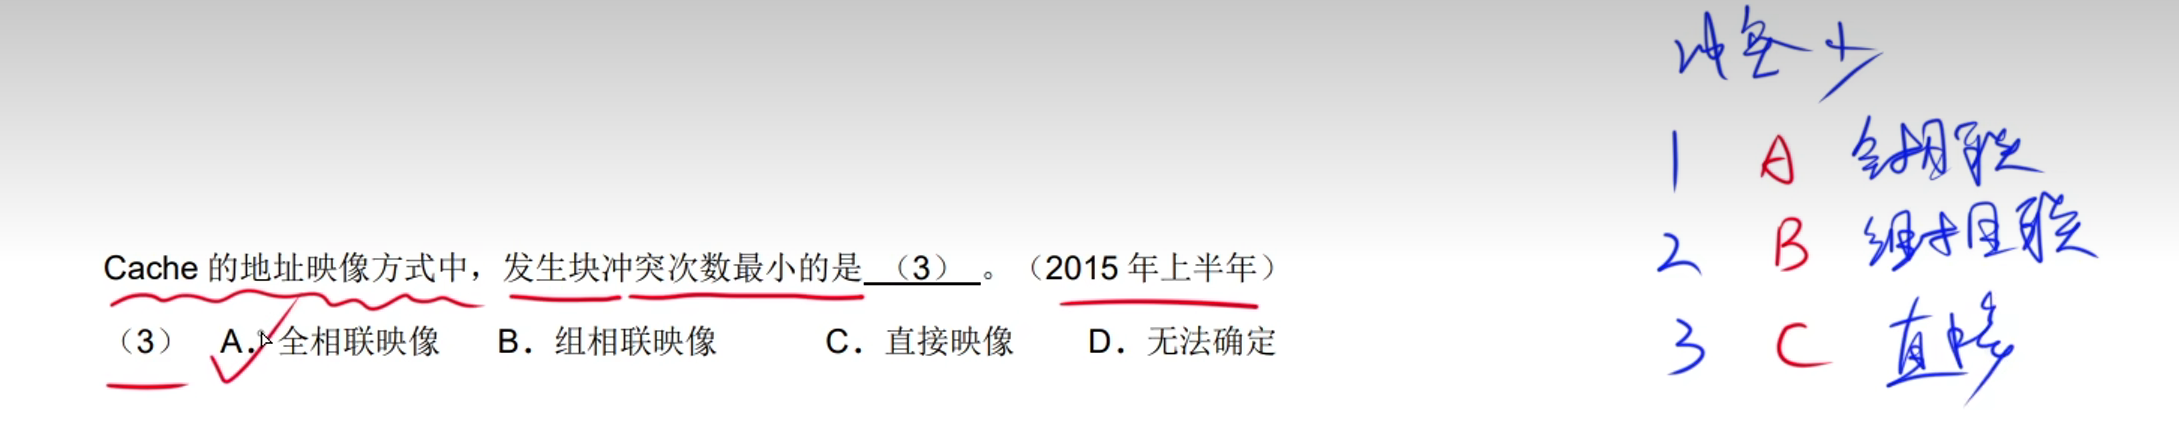 冲突少
1 A 全相联
2 B 组相联
Cache 的地址映像方式中，发生块冲突次数最小的是 （3） 。（2015 年上半年）
（3） A. 全相联映像 B. 组相联映像 C. 直接映像 D. 无法确定
3 C 直